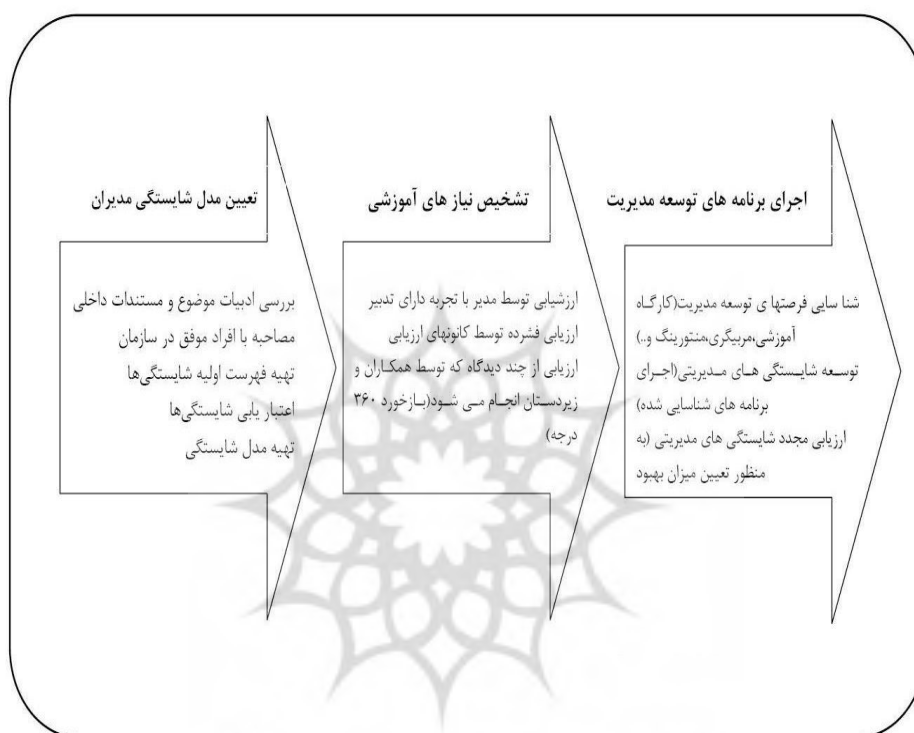 تعیین مدل شایستگی مدیران
بررسی ادبیات موضوع و مستندات داخلی
مصاحبه با افراد موفق در سازمان
تهیه فهرست اولیه شایستگی‌ها
اعتبار یابی شایستگی‌ها
تهیه مدل شایستگی
تشخیص نیاز های آموزشی
ارزشیابی توسط مدیر با تجربه دارای تدبیر
ارزیابی فشرده توسط کانونهای ارزیابی
ارزیابی از چند دیدگاه که توسط همکاران و
زیردستان انجام می شود(بازخورد ۳۶۰
درجه)
اجرای برنامه های توسعه مدیریت
شنا سایی فرصتها ی توسعه مدیریت(کارگاه
آموزشی،مربیگری،منتورینگ و..)
توسعه شایستگی های مدیریتی(اجرای
برنامه های شناسایی شده)
ارزیابی مجدد شایستگی های مدیریتی (به
منظور تعیین میزان بهبود